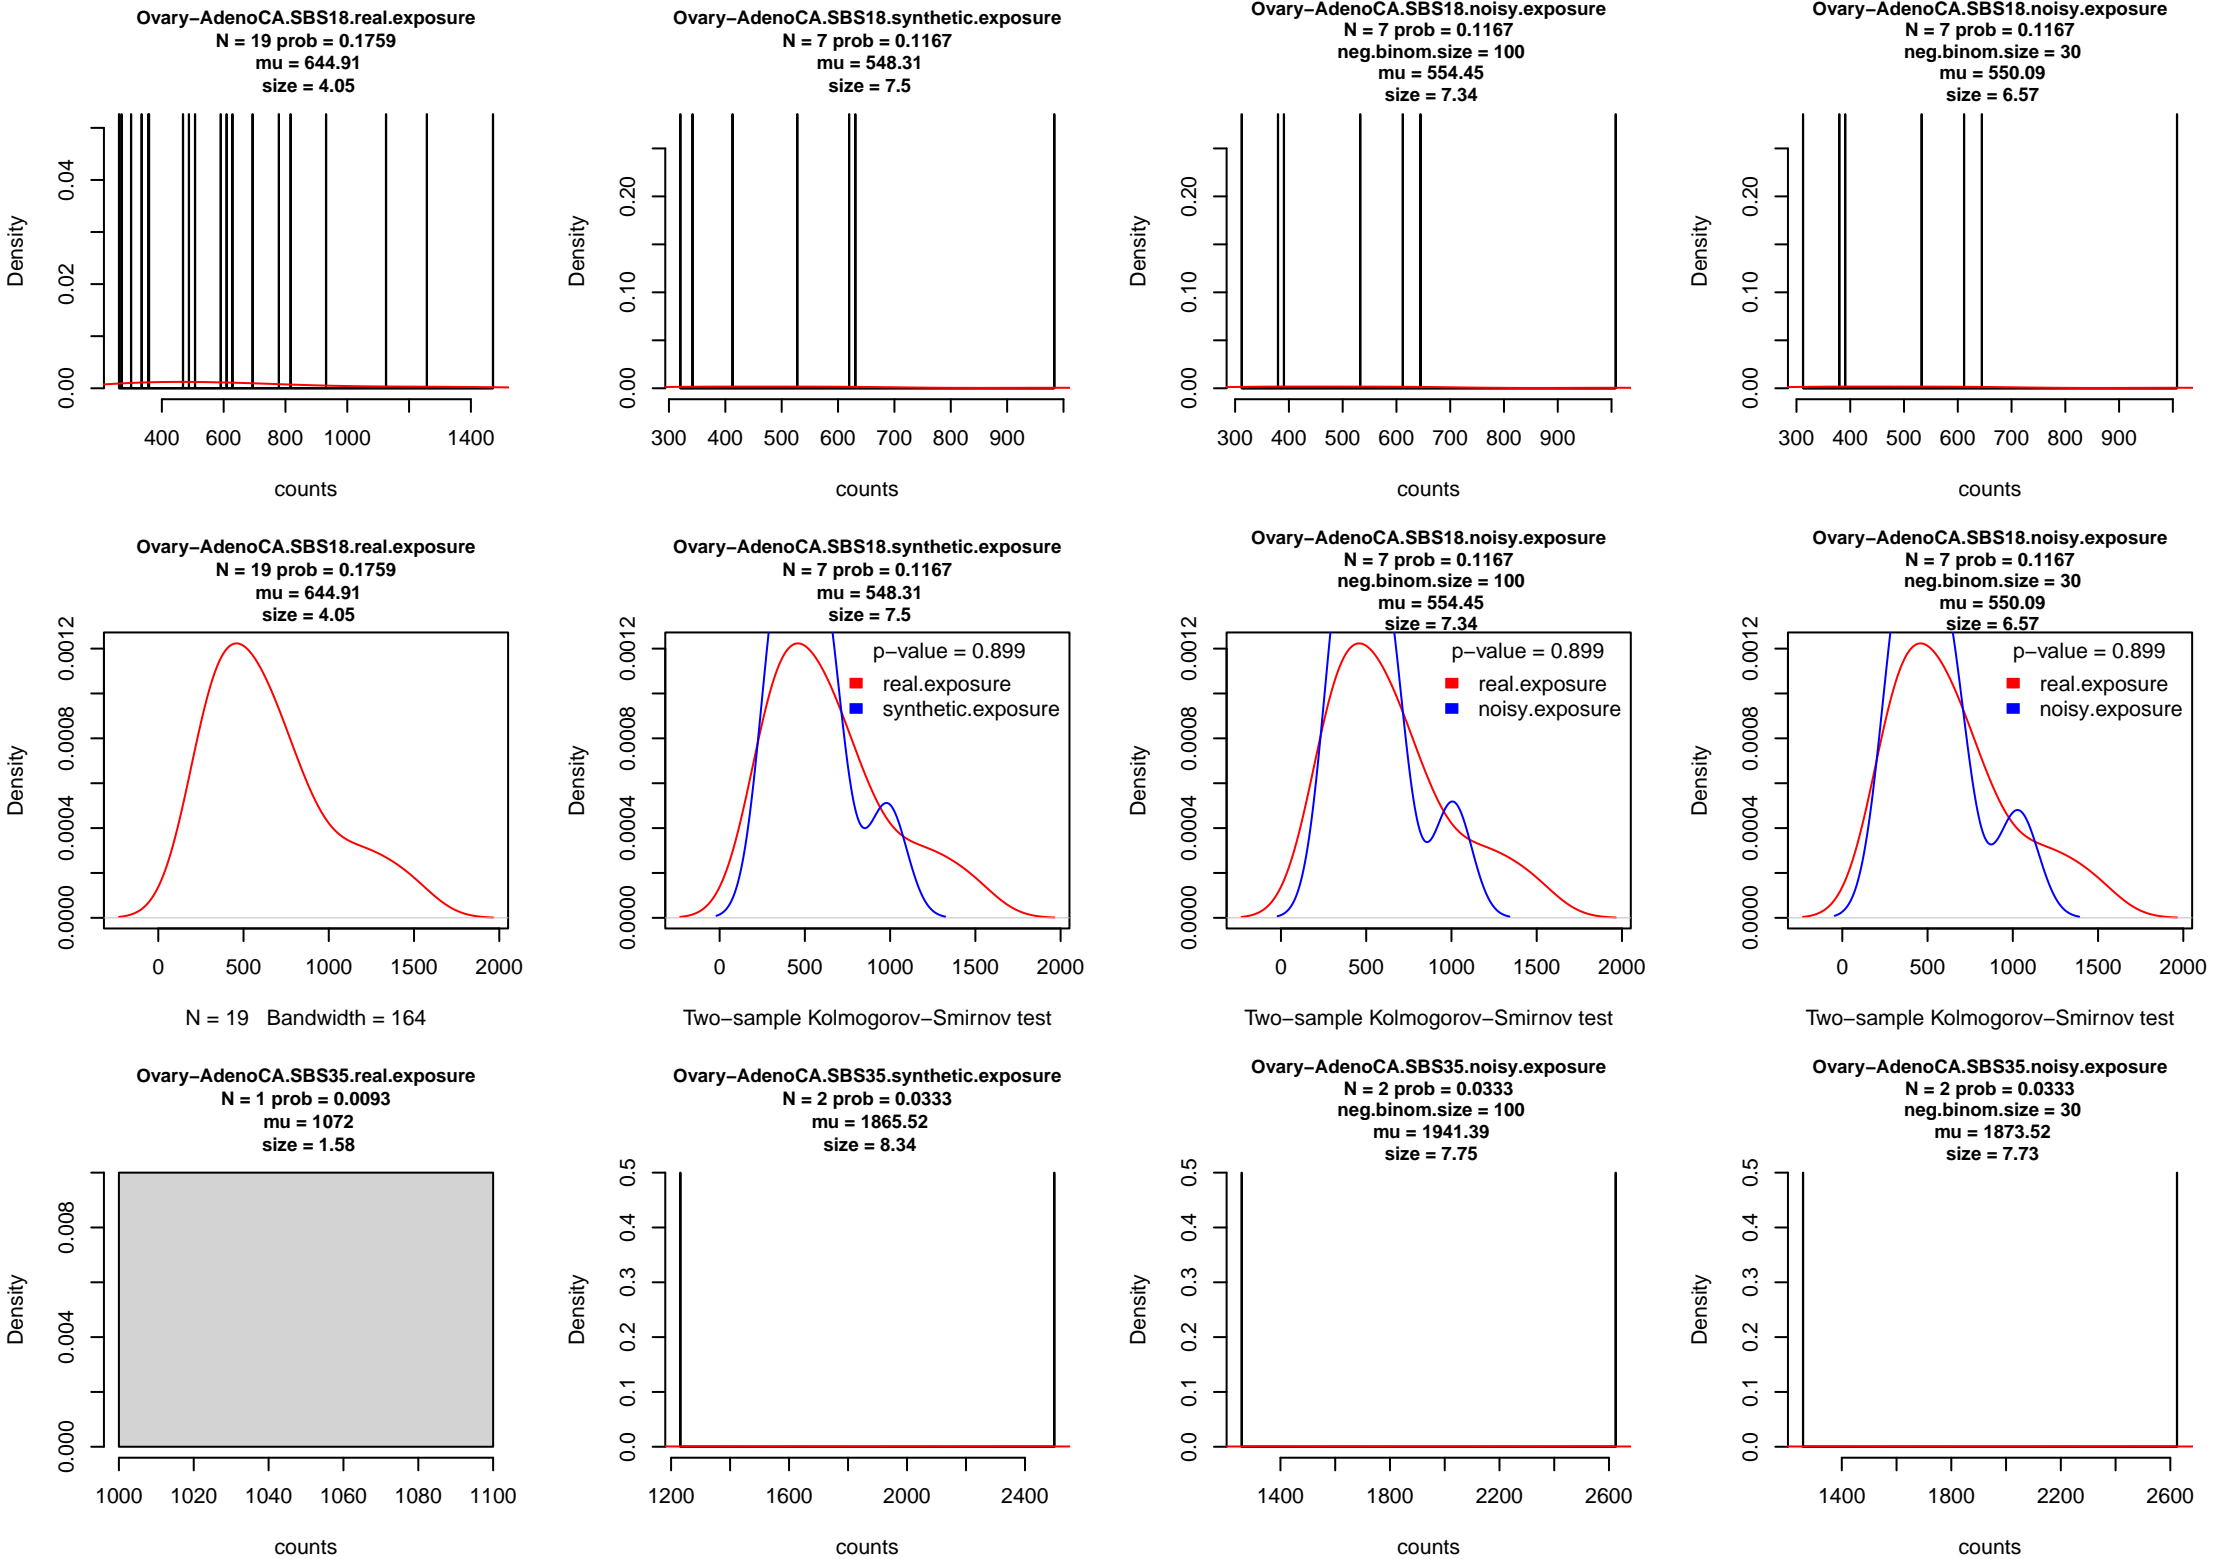 Ovary−AdenoCA.SBS18.real.exposure
N = 19 prob = 0.1759
mu = 644.91
size = 4.05
Density
0.00 0.02 0.04
400 600 800 1000 1400
counts
Ovary−AdenoCA.SBS18.synthetic.exposure
N = 7 prob = 0.1167
mu = 548.31
size = 7.5
Density
0.00 0.10 0.20
300 400 500 600 700 800 900
counts
Ovary−AdenoCA.SBS18.noisy.exposure
N = 7 prob = 0.1167
neg.binom.size = 100
mu = 554.45
size = 7.34
Density
0.00 0.10 0.20
300 400 500 600 700 800 900
counts
Ovary−AdenoCA.SBS18.noisy.exposure
N = 7 prob = 0.1167
neg.binom.size = 30
mu = 550.09
size = 6.57
Density
0.00 0.10 0.20
300 400 500 600 700 800 900
counts
Ovary−AdenoCA.SBS18.real.exposure
N = 19 prob = 0.1759
mu = 644.91
size = 4.05
Density
0.0000 0.0004 0.0008 0.0012
0 500 1000 1500 2000
N = 19 Bandwidth = 164
Ovary−AdenoCA.SBS18.synthetic.exposure
N = 7 prob = 0.1167
mu = 548.31
size = 7.5
p−value = 0.899
real.exposure
synthetic.exposure
Density
0.0000 0.0004 0.0008 0.0012
0 500 1000 1500 2000
Two−sample Kolmogorov−Smirnov test
Ovary−AdenoCA.SBS18.noisy.exposure
N = 7 prob = 0.1167
neg.binom.size = 100
mu = 554.45
size = 7.34
p−value = 0.899
real.exposure
noisy.exposure
Density
0.0000 0.0004 0.0008 0.0012
0 500 1000 1500 2000
Two−sample Kolmogorov−Smirnov test
Ovary−AdenoCA.SBS18.noisy.exposure
N = 7 prob = 0.1167
neg.binom.size = 30
mu = 550.09
size = 6.57
p−value = 0.899
real.exposure
noisy.exposure
Density
0.0000 0.0004 0.0008 0.0012
0 500 1000 1500 2000
Two−sample Kolmogorov−Smirnov test
Ovary−AdenoCA.SBS35.real.exposure
N = 1 prob = 0.0093
mu = 1072
size = 1.58
Density
0.000 0.004 0.008
1000 1020 1040 1060 1080 1100
counts
Ovary−AdenoCA.SBS35.synthetic.exposure
N = 2 prob = 0.0333
mu = 1865.52
size = 8.34
Density
0.0 0.1 0.2 0.3 0.4 0.5
1200 1600 2000 2400
counts
Ovary−AdenoCA.SBS35.noisy.exposure
N = 2 prob = 0.0333
neg.binom.size = 100
mu = 1941.39
size = 7.75
Density
0.0 0.1 0.2 0.3 0.4 0.5
1400 1800 2200 2600
counts
Ovary−AdenoCA.SBS35.noisy.exposure
N = 2 prob = 0.0333
neg.binom.size = 30
mu = 1873.52
size = 7.73
Density
0.0 0.1 0.2 0.3 0.4 0.5
1400 1800 2200 2600
counts